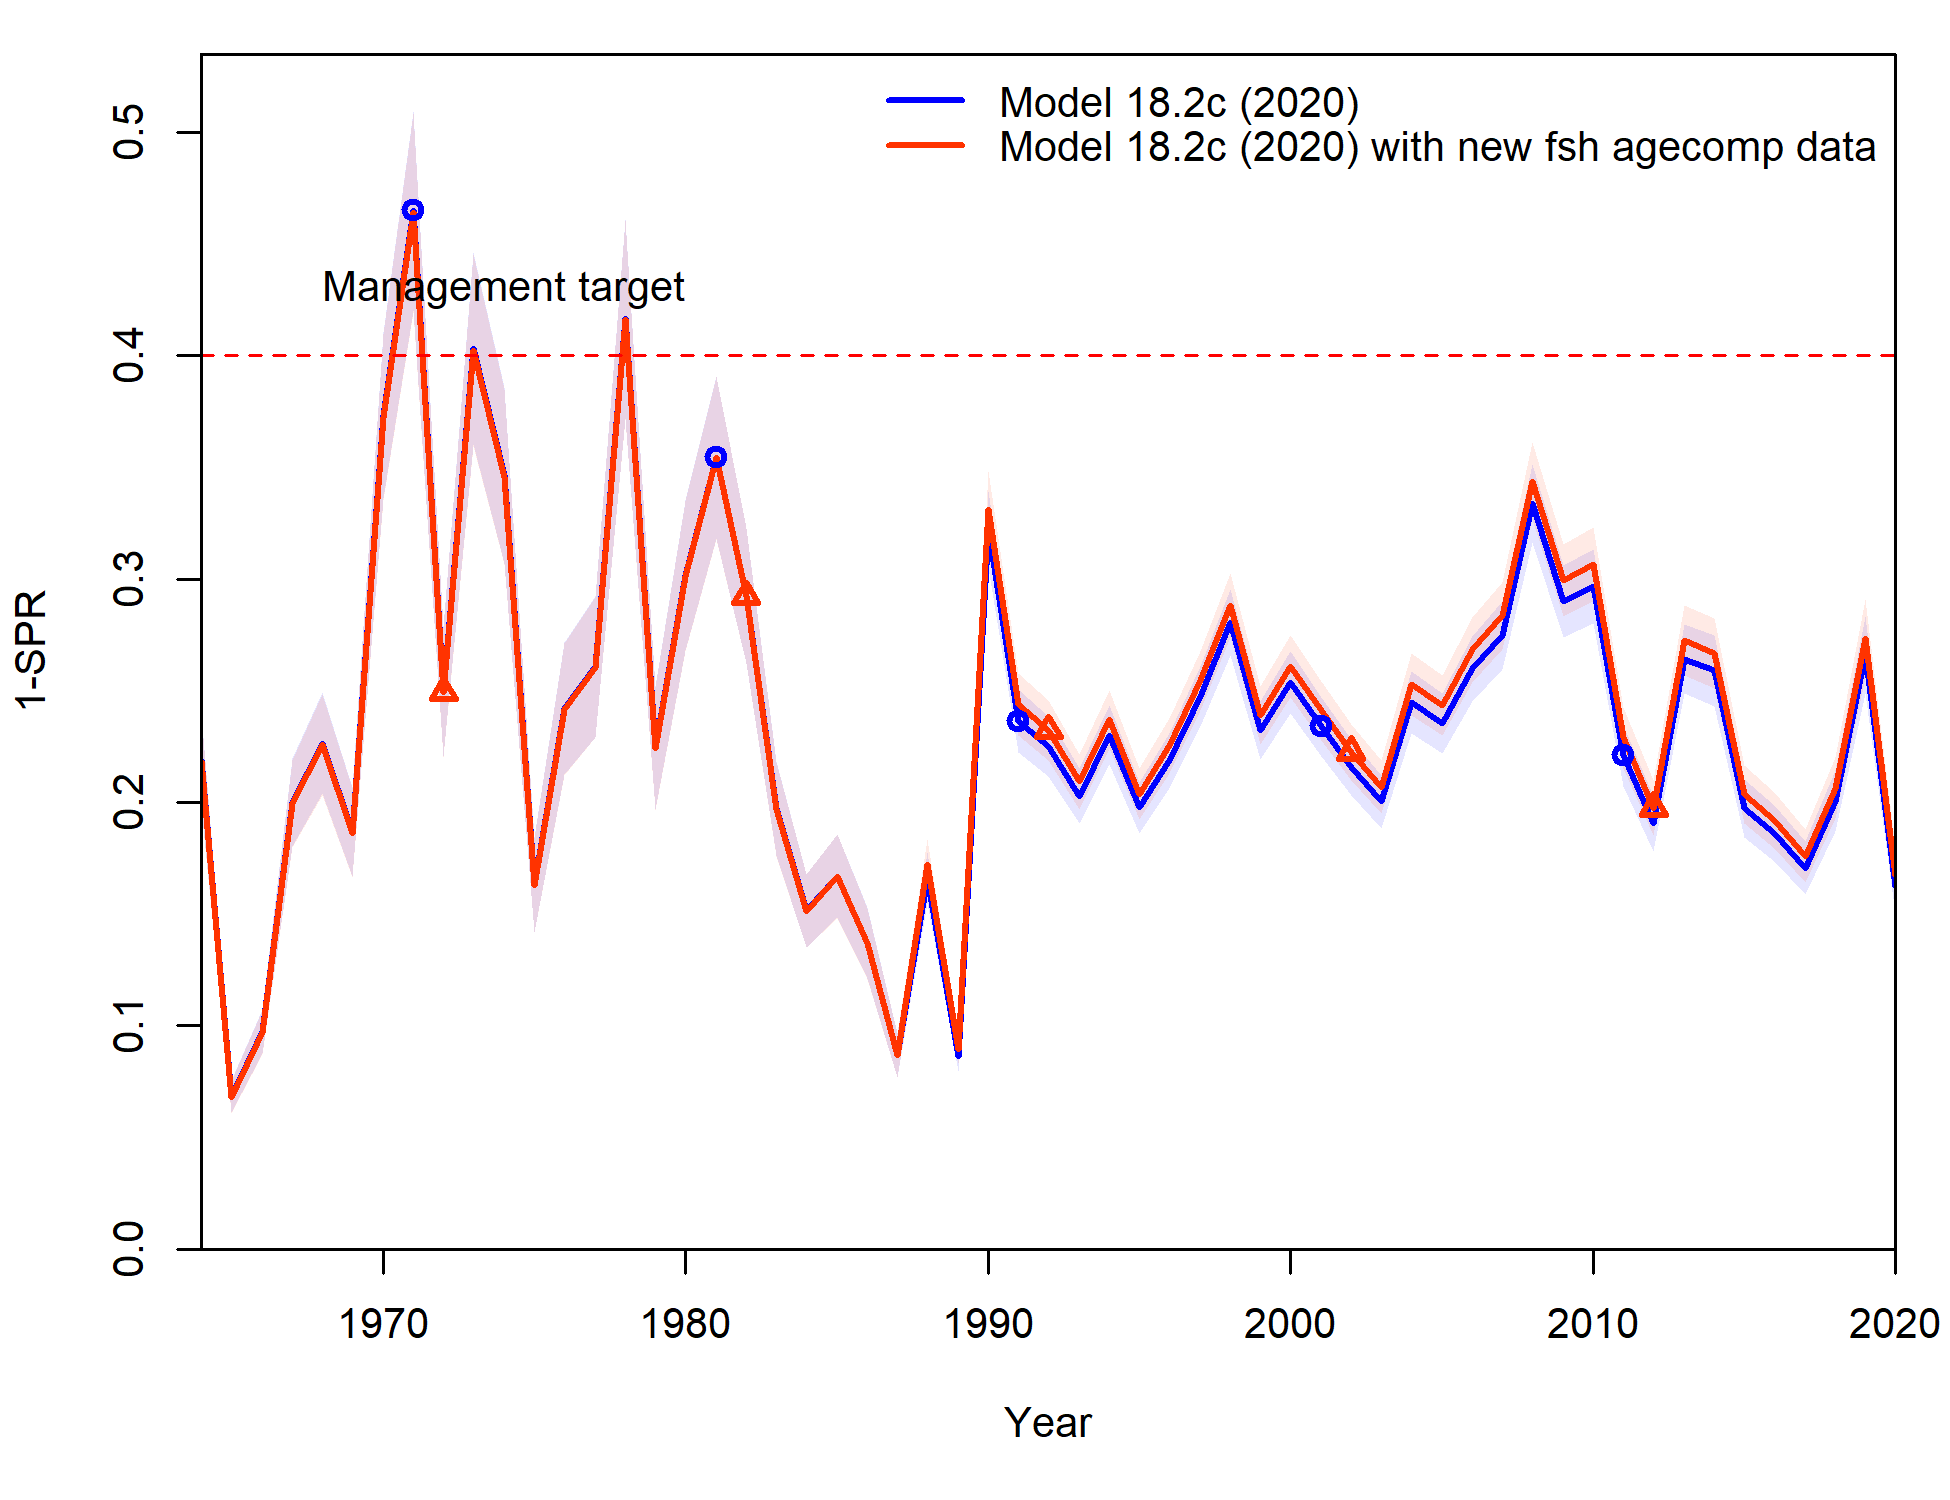 Model 18.2c (2020)
Model 18.2c (2020) with new fsh agecomp data
Management target
1-SPR
0.5
0.4
0.3
0.2
0.1
0.0
1970
1980
1990
2000
2010
2020
Year